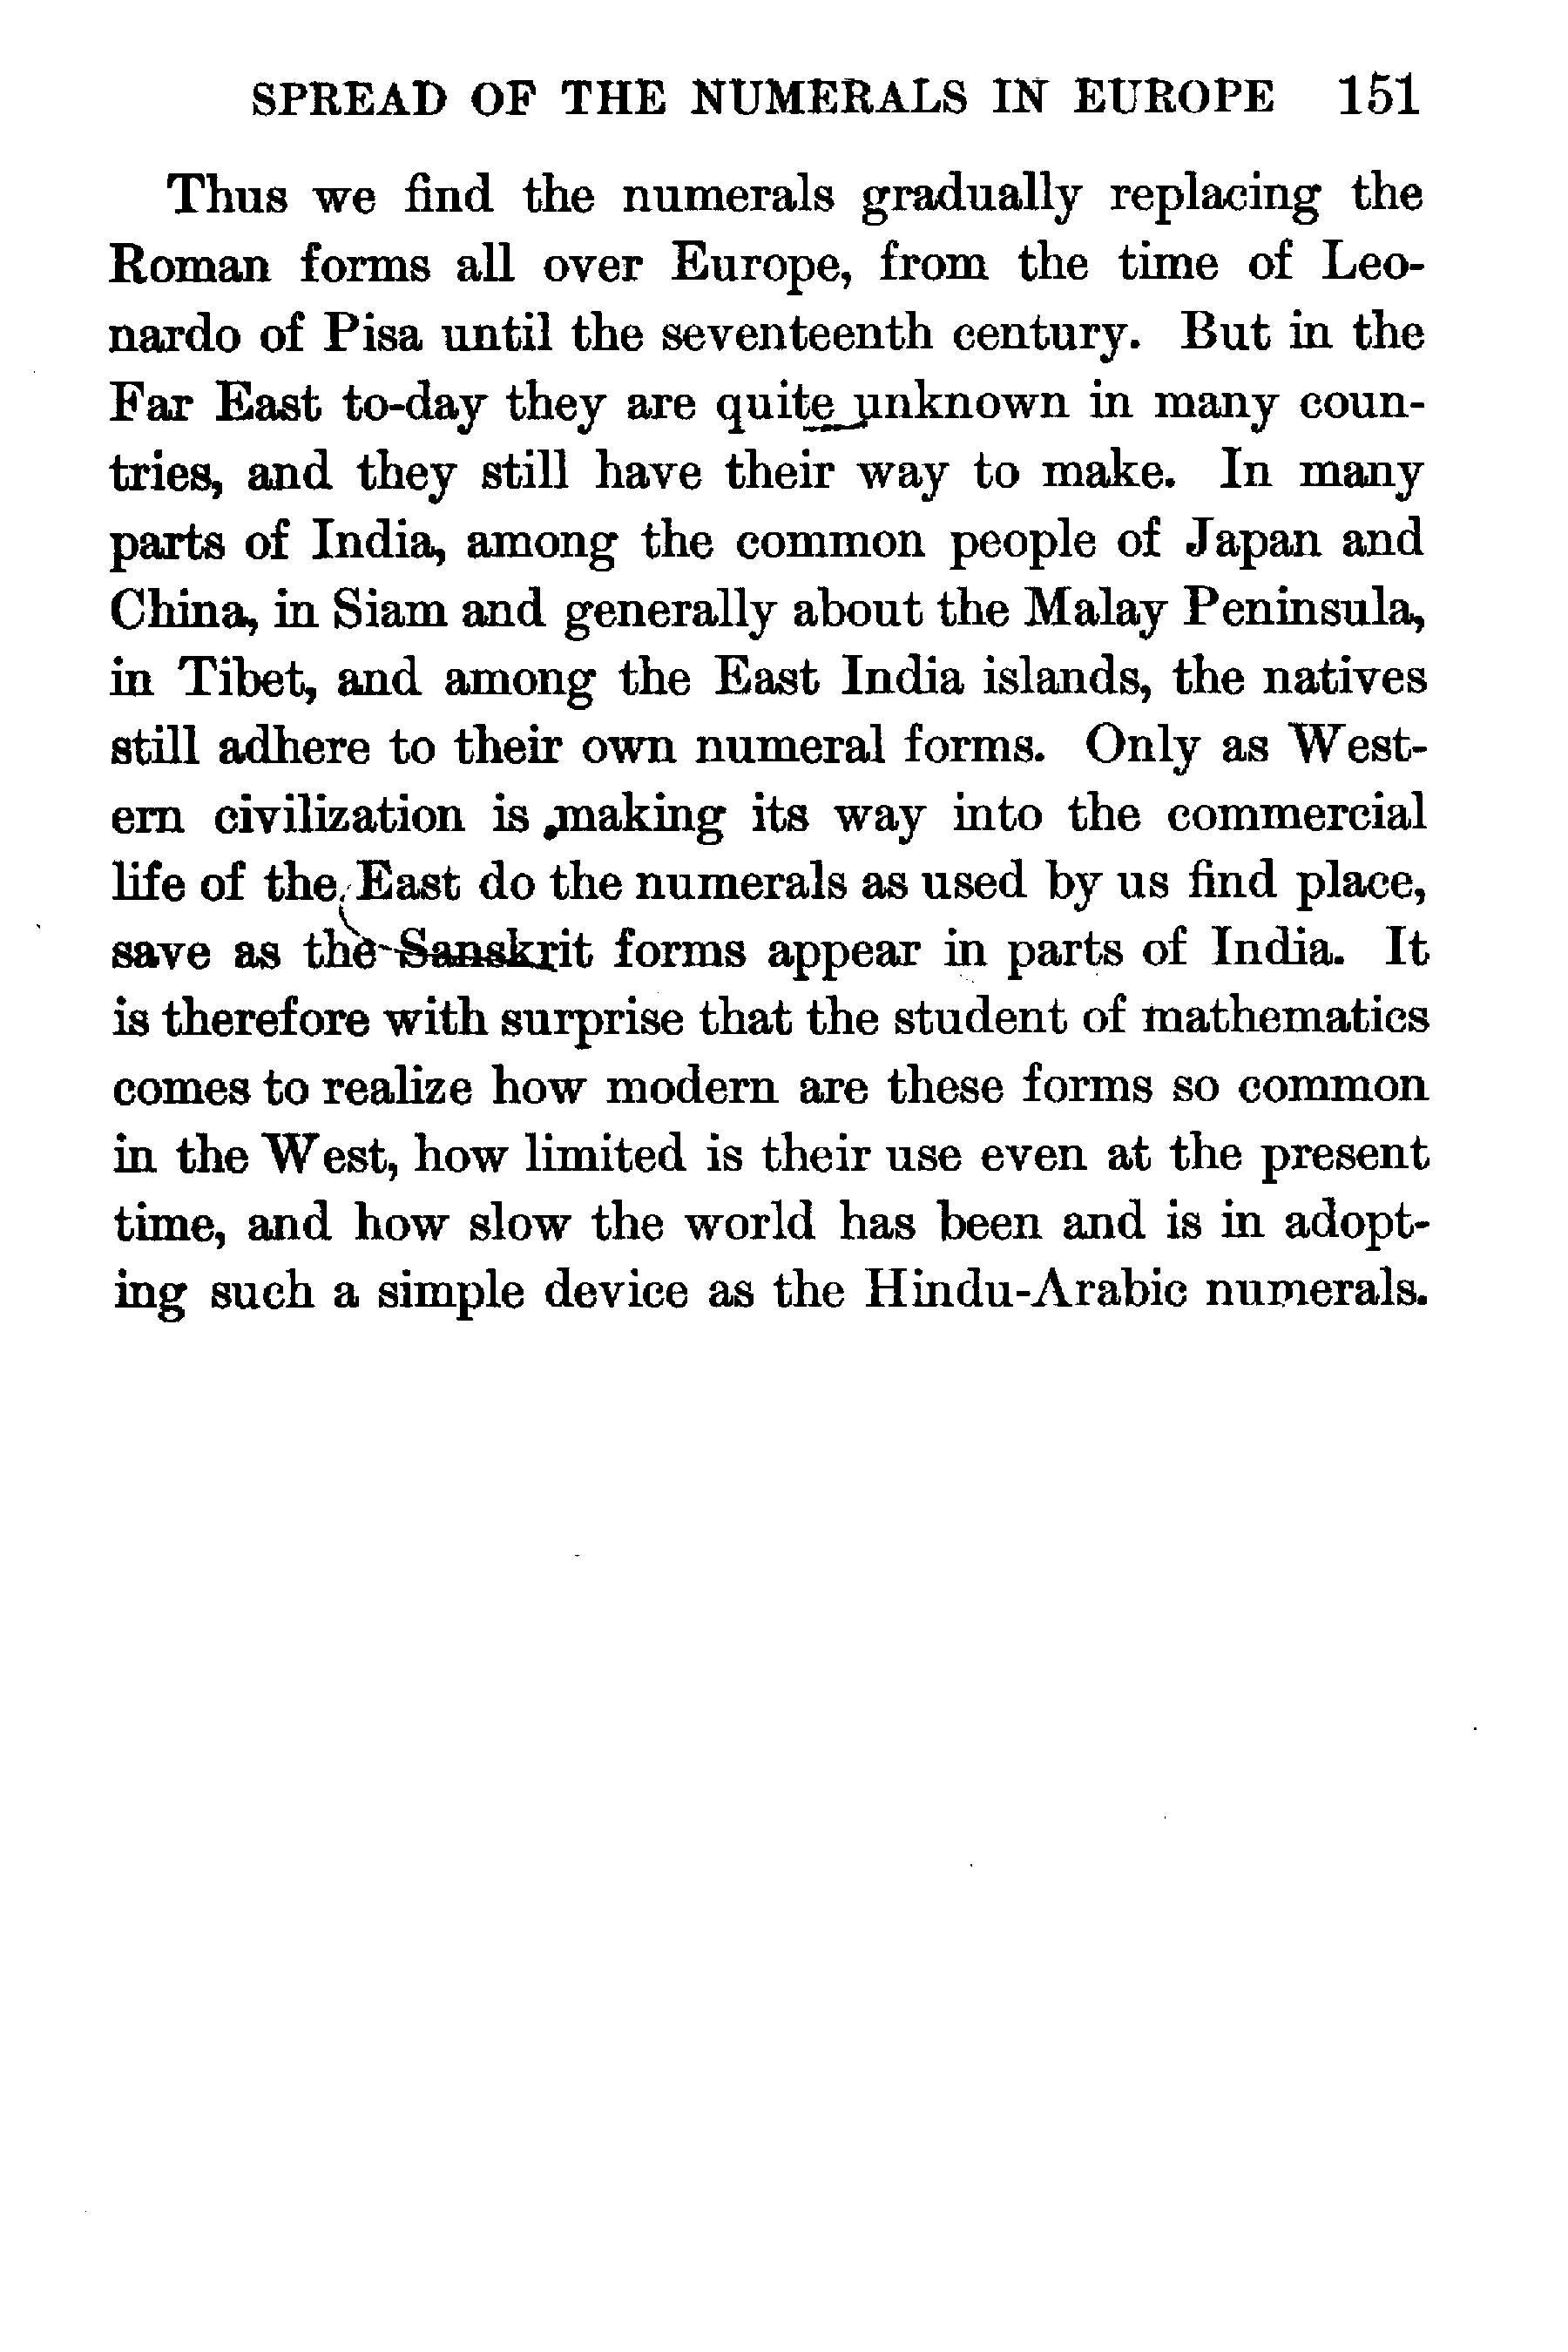 SPREAD OF THE NUMERALS IN EUROPE 151
Thus we find the numerals gradually replacing the
Roman forms all over Europe, from the time of Leo-
nardo of Pisa until the seventeenth century. But in the
Far East to-day they are quite unknown in many coun-
tries, and they still have their way to make. In many
parts of India, among the common people of Japan and
China, in Siam and generally about the Malay Peninsula,
in Tibet, and among the East India islands, the natives
still adhere to their own numeral forms. Only as West-
ern civilization is making its way into the commercial
life of the East do the numerals as used by us find place,
save as the Sanskrit forms appear in parts of India. It
is therefore with surprise that the student of mathematics
comes to realize how modern are these forms so common
in the West, how limited is their use even at the present
time, and how slow the world has been and is in adopt-
ing such a simple device as the Hindu-Arabic numerals.